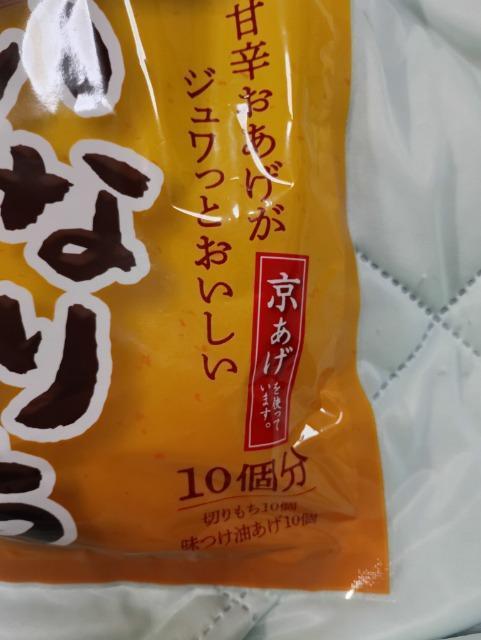 甘辛おあげが
ジュワっとおいしい
なり
京あげを使って
います。
10個分
切りもち10個
味つけ油あげ10個